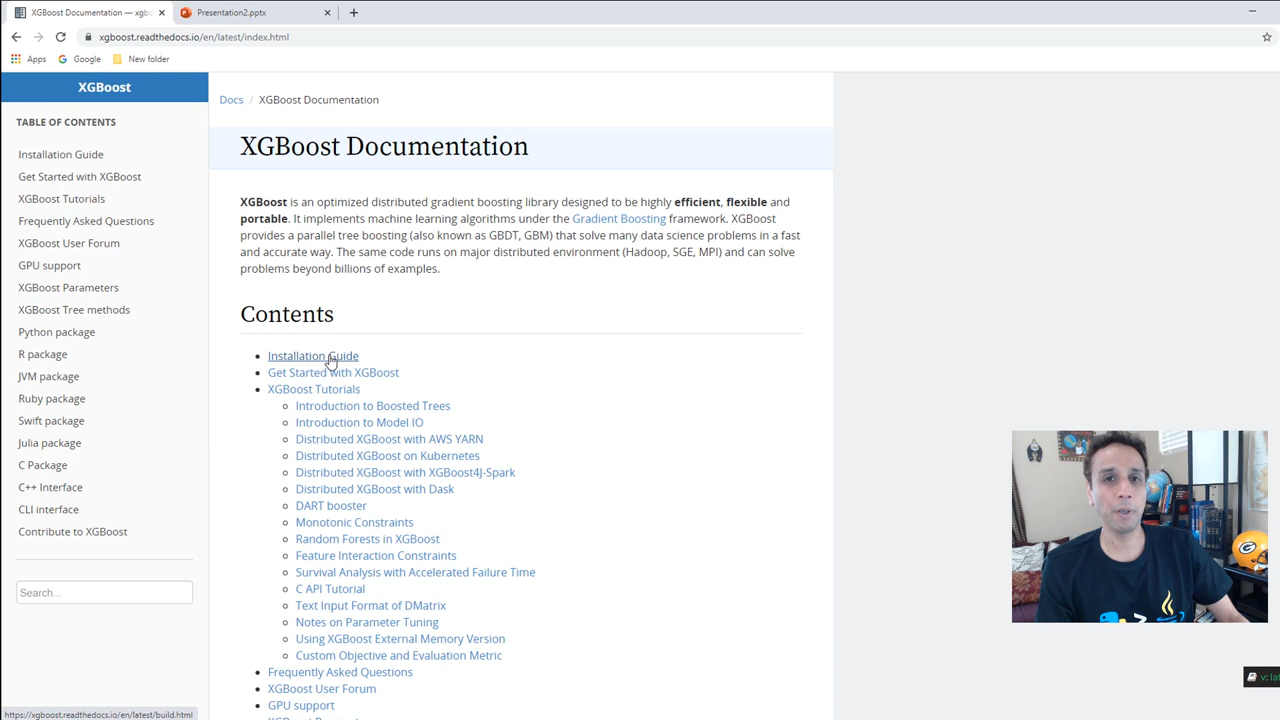 XGBoost Documentation — xgb
Presentation2.pptx
xgboost.readthedocs.io/en/latest/index.html
Apps
Google
New folder
XGBoost
TABLE OF CONTENTS
Installation Guide
Get Started with XGBoost
XGBoost Tutorials
Frequently Asked Questions
XGBoost User Forum
GPU support
XGBoost Parameters
XGBoost Tree methods
Python package
R package
JVM package
Ruby package
Swift package
Julia package
C Package
C++ Interface
CLI interface
Contribute to XGBoost
Search...
Docs / XGBoost Documentation
XGBoost Documentation
XGBoost is an optimized distributed gradient boosting library designed to be highly efficient, flexible and
portable. It implements machine learning algorithms under the Gradient Boosting framework. XGBoost
provides a parallel tree boosting (also known as GBDT, GBM) that solve many data science problems in a fast
and accurate way. The same code runs on major distributed environment (Hadoop, SGE, MPI) and can solve
problems beyond billions of examples.
Contents
Installation Guide
Get Started with XGBoost
XGBoost Tutorials
Introduction to Boosted Trees
Introduction to Model IO
Distributed XGBoost with AWS YARN
Distributed XGBoost on Kubernetes
Distributed XGBoost with XGBoost4J-Spark
Distributed XGBoost with Dask
DART booster
Monotonic Constraints
Random Forests in XGBoost
Feature Interaction Constraints
Survival Analysis with Accelerated Failure Time
C API Tutorial
Text Input Format of DMatrix
Notes on Parameter Tuning
Using XGBoost External Memory Version
Custom Objective and Evaluation Metric
Frequently Asked Questions
XGBoost User Forum
GPU support
v: lat
https://xgboost.readthedocs.io/en/latest/build.html